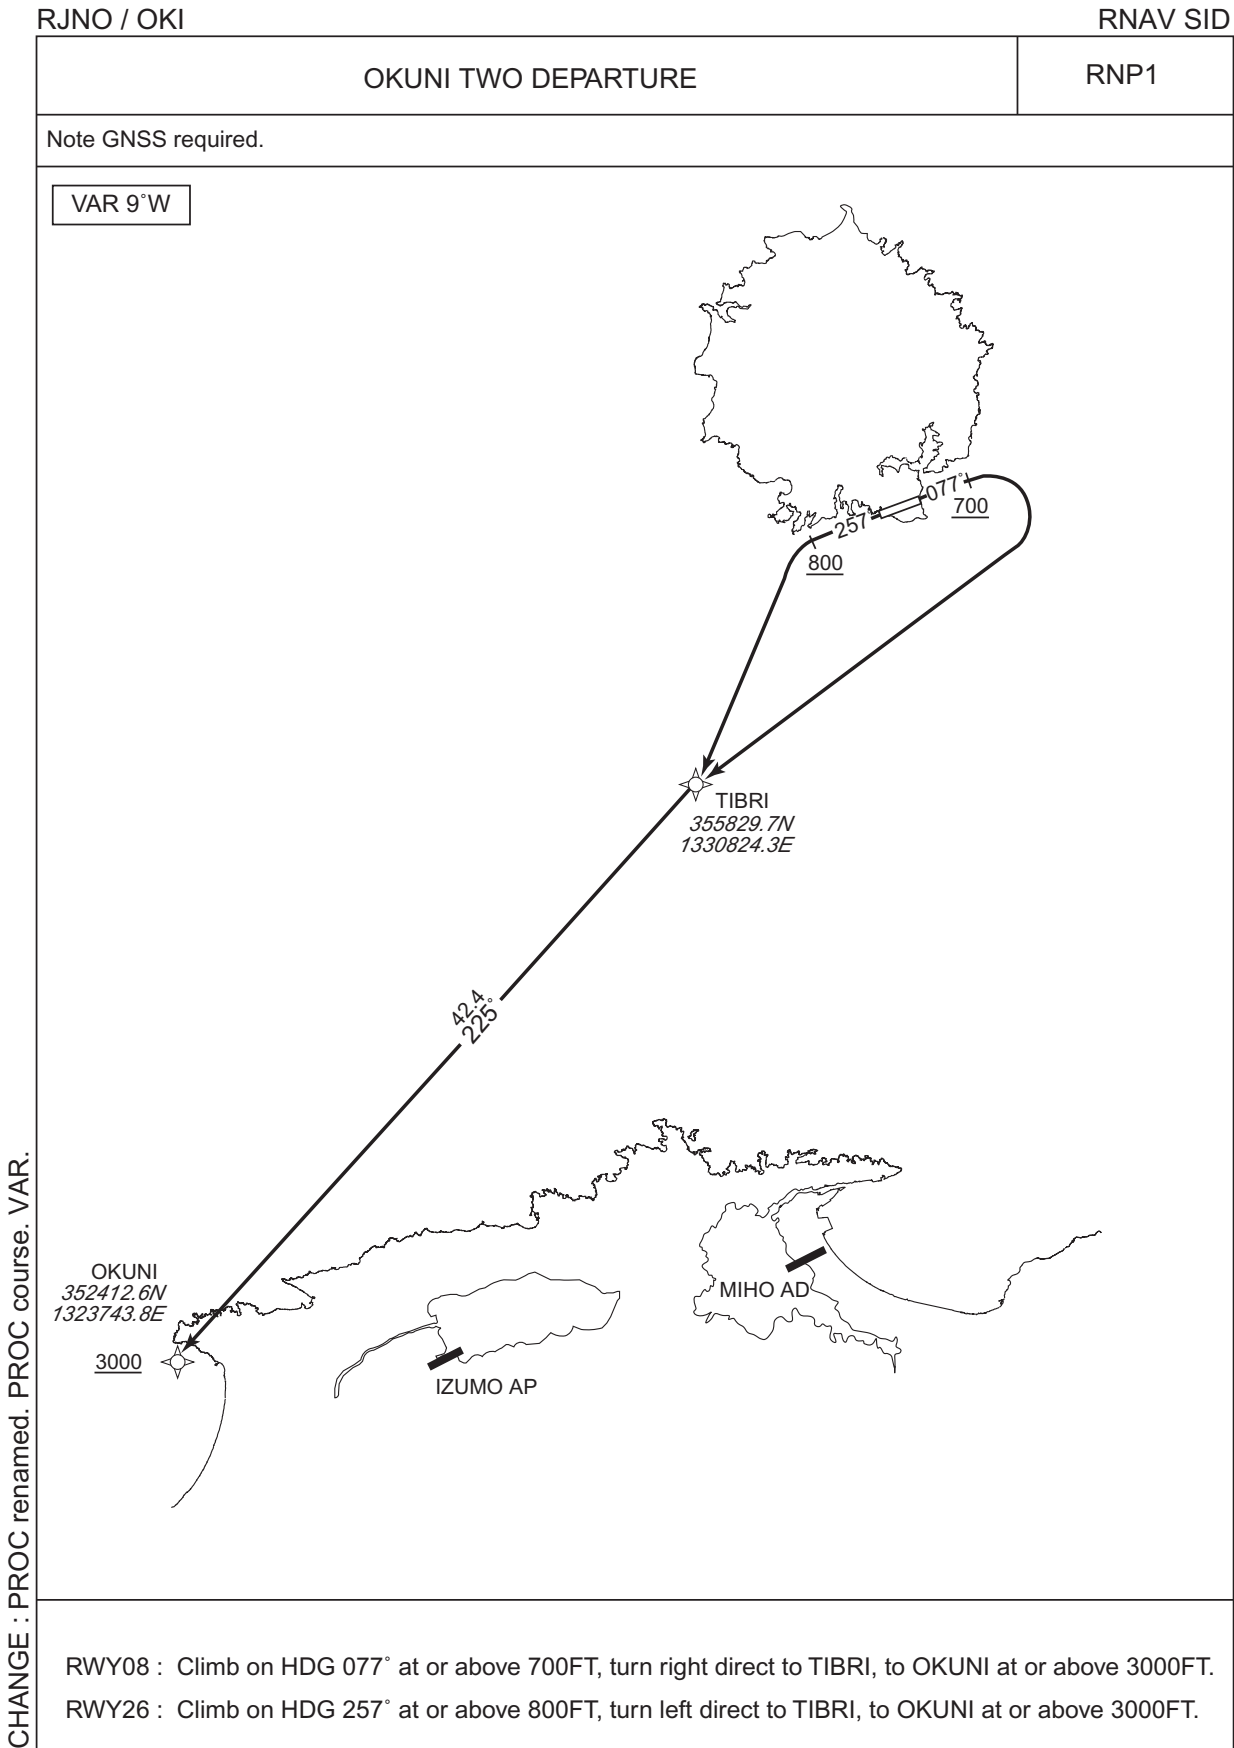 RJNO / OKI
RNAV SID
OKUNI TWO DEPARTURE
RNP1
Note GNSS required.
VAR 9˚W
077˚
700
257˚
800
TIBRI
355829.7N
1330824.3E
42.4
225˚
OKUNI
352412.6N
1323743.8E
3000
MIHO AD
IZUMO AP
RWY08 : Climb on HDG 077˚ at or above 700FT, turn right direct to TIBRI, to OKUNI at or above 3000FT.
RWY26 : Climb on HDG 257˚ at or above 800FT, turn left direct to TIBRI, to OKUNI at or above 3000FT.
CHANGE : PROC renamed. PROC course. VAR.